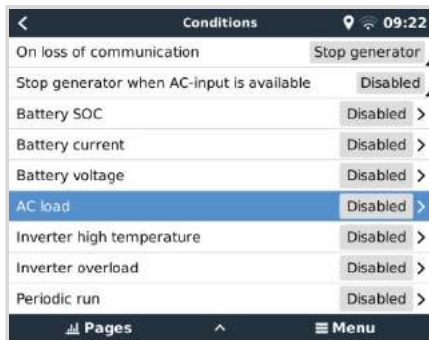 Conditions 09:22
On loss of communication Stop generator
Stop generator when AC-input is available Disabled
Battery SOC Disabled
Battery current Disabled
Battery voltage Disabled
AC load Disabled
Inverter high temperature Disabled
Inverter overload Disabled
Periodic run Disabled
Pages Menu